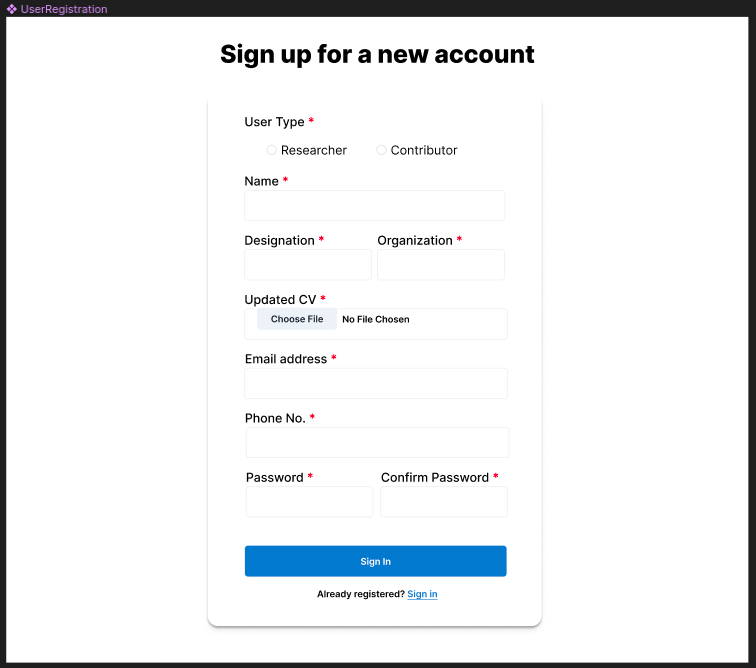 UserRegistration
Sign up for a new account
User Type *
Researcher Contributor
Name *
Designation * Organization *
Updated CV *
Choose File No File Chosen
Email address *
Phone No. *
Password * Confirm Password *
Sign In
Already registered? Sign in